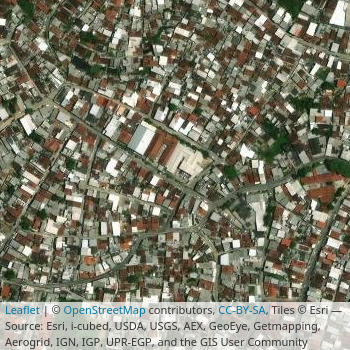 Leaflet | © OpenStreetMap contributors, CC-BY-SA, Tiles © Esri —
Source: Esri, i-cubed, USDA, USGS, AEX, GeoEye, Getmapping,
Aerogrid, IGN, IGP, UPR-EGP, and the GIS User Community